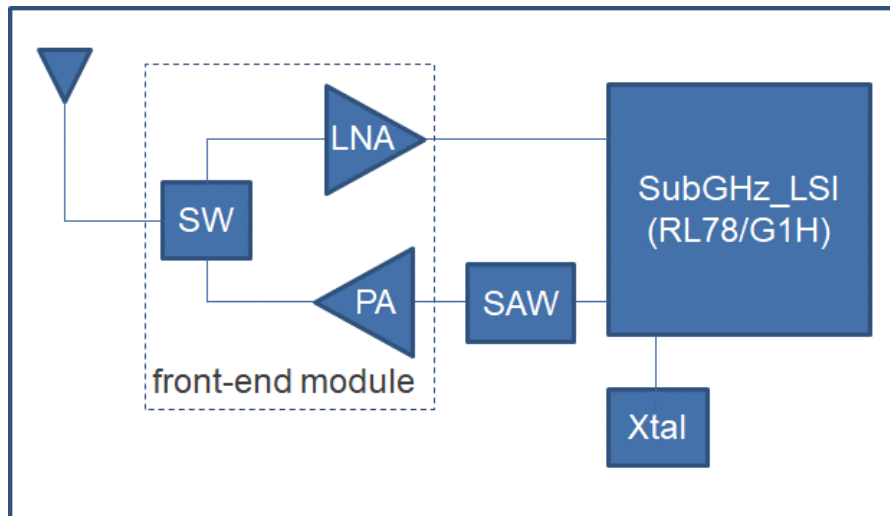 LNA
SubGHz_LSI
(RL78/G1H)
SW
PA
SAW
front-end module
Xtal